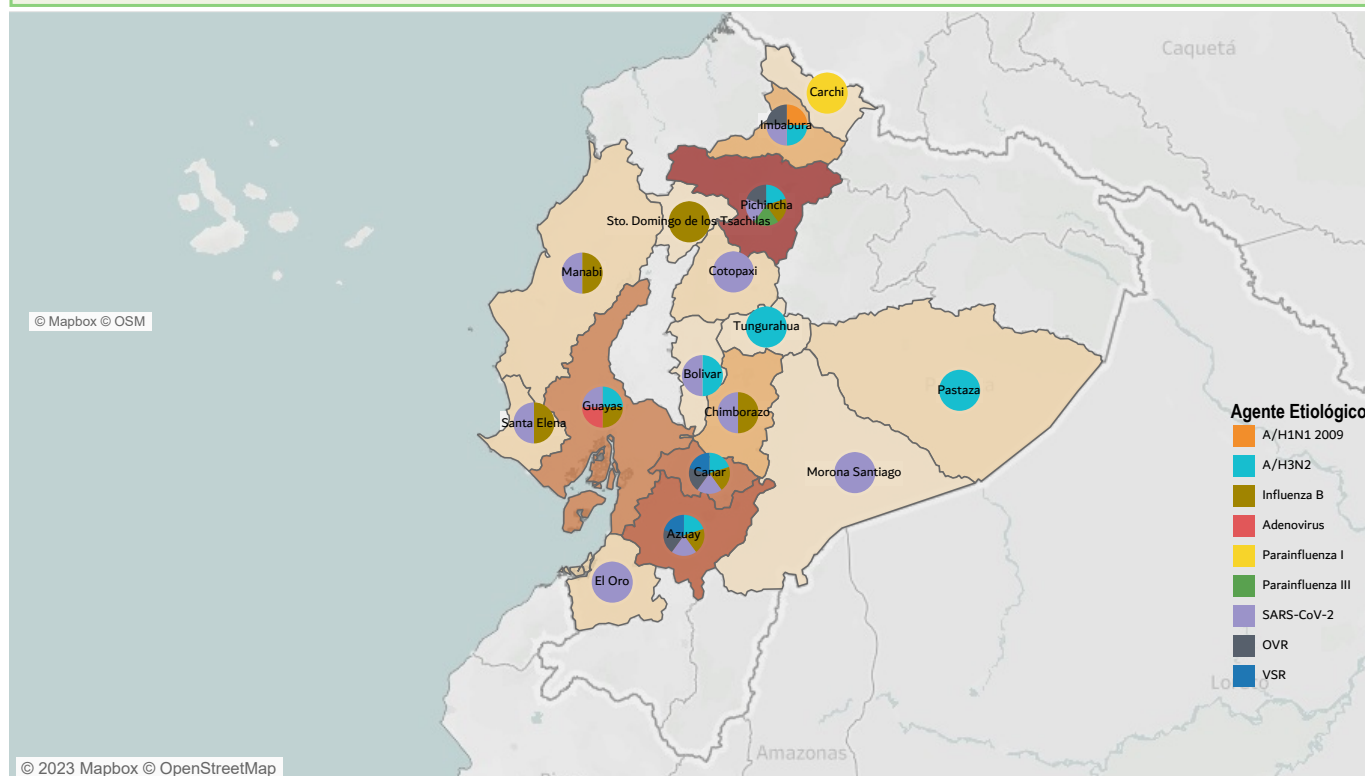 Caquetá
Carchi
Imbabura
Pichincha
Sto. Domingo de los Tsachilas
Manabi
Cotopaxi
© Mapbox © OSM
Tungurahua
Bolivar
Pastaza
Guayas
Chimborazo
Santa Elena
Canar
Morona Santiago
Azuay
El Oro
Agente Etiológico
A/H1N1 2009
A/H3N2
Influenza B
Adenovirus
Parainfluenza I
Parainfluenza III
SARS-CoV-2
OVR
VSR
Amazonas
© 2023 Mapbox © OpenStreetMap